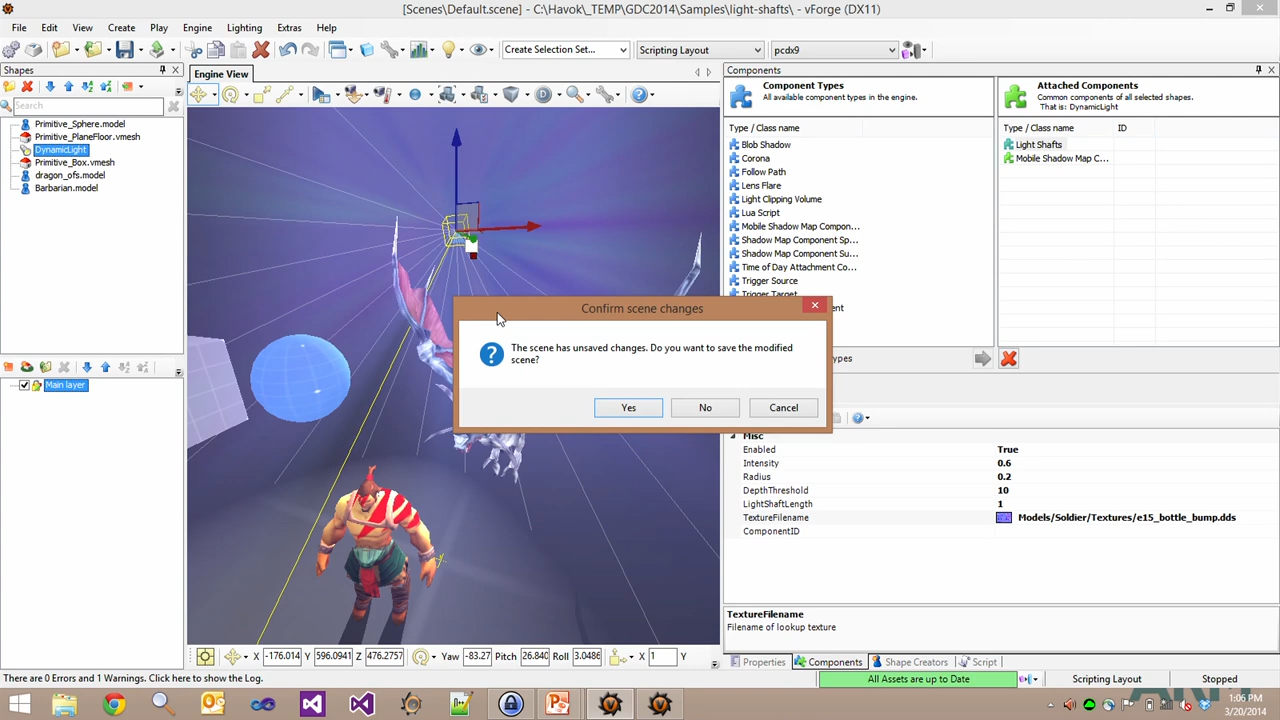 [Scenes\Default.scene] - C:\Havok\_TEMP\GDC2014\Samples\light-shafts\ - vForge (DX11)
File Edit View Create Play Engine Lighting Extras Help
Create Selection Set... Scripting Layout pcdx9
Shapes
Engine View
Components
Search
Component Types
All available component types in the engine.
Attached Components
Common components of all selected shapes.
That is: DynamicLight
Primitive_Sphere.model
Primitive_PlaneFloor.vmesh
DynamicLight
Primitive_Box.vmesh
dragon_ofs.model
Barbarian.model
Type / Class name
Blob Shadow
Corona
Follow Path
Lens Flare
Light Clipping Volume
Lua Script
Mobile Shadow Map Compon...
Shadow Map Component Sp...
Shadow Map Component Su...
Time of Day Attachment Co...
Trigger Source
Trigger Target
Type / Class name ID
Light Shafts
Mobile Shadow Map C...
Confirm scene changes
The scene has unsaved changes. Do you want to save the modified
scene?
Yes No Cancel
Main layer
Misc
Enabled True
Intensity 0.6
Radius 0.2
DepthThreshold 10
LightShaftLength 1
TextureFilename Models/Soldier/Textures/e15_bottle_bump.dds
ComponentID
TextureFilename
Filename of lookup texture
X -176.014 Y 596.0941 Z 476.2757 Yaw -83.27 Pitch 26.840 Roll 3.0486 X 1 Y
Properties Components Shape Creators Script
There are 0 Errors and 1 Warnings. Click here to show the Log.
All Assets are up to Date Scripting Layout Stopped
1:06 PM
3/20/2014